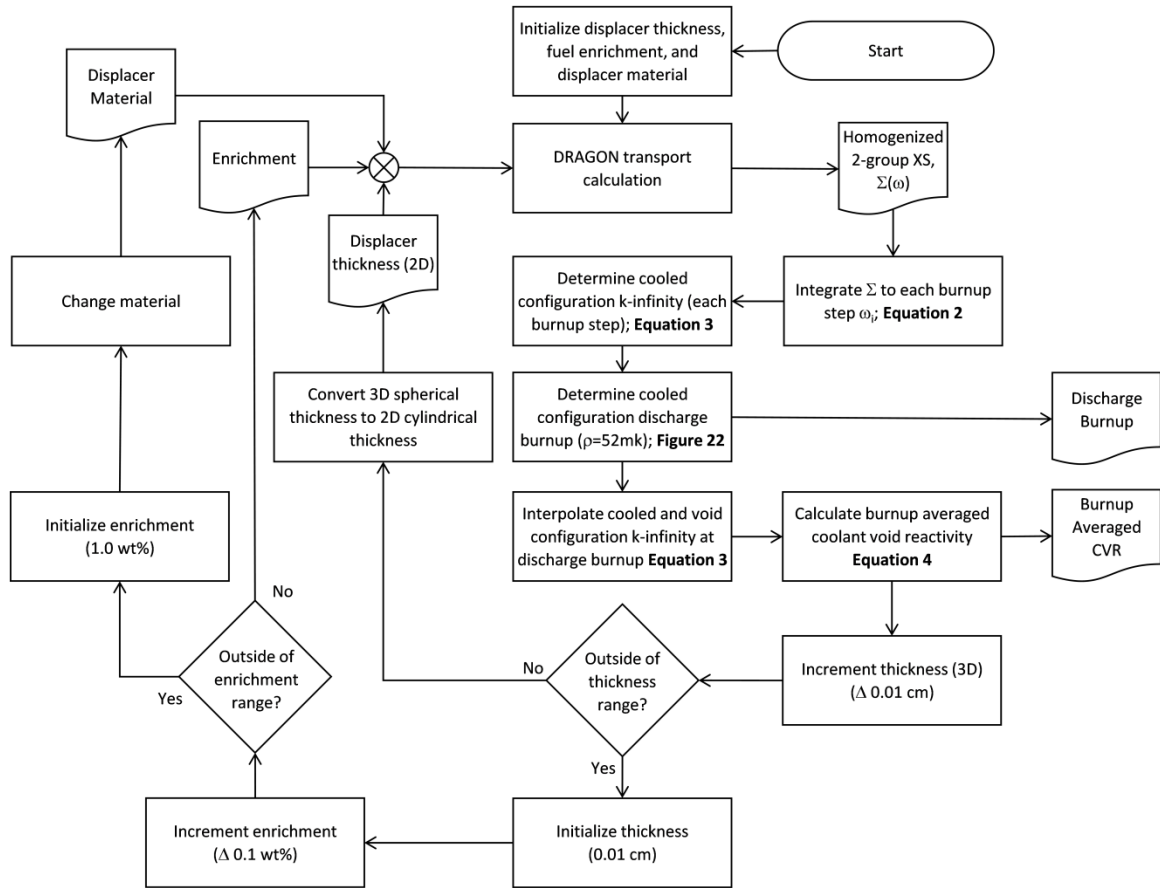 Initialize displacer thickness,
fuel enrichment, and
displacer material
Start
Displacer
Material
Enrichment
DRAGON transport
calculation
Homogenized
2-group XS,
Σ(ω)
Displacer
thickness (2D)
Change material
Determine cooled
configuration k-infinity (each
burnup step); Equation 3
Integrate Σ to each burnup
step ωi; Equation 2
Convert 3D spherical
thickness to 2D cylindrical
thickness
Determine cooled
configuration discharge
burnup (ρ=52mk); Figure 22
Discharge
Burnup
Initialize enrichment
(1.0 wt%)
Interpolate cooled and void
configuration k-infinity at
discharge burnup Equation 3
Calculate burnup averaged
coolant void reactivity
Equation 4
Burnup
Averaged
CVR
No
Outside of
enrichment
range?
Yes
No
Outside of
thickness
range?
Increment thickness (3D)
(Δ 0.01 cm)
Yes
Increment enrichment
(Δ 0.1 wt%)
Initialize thickness
(0.01 cm)